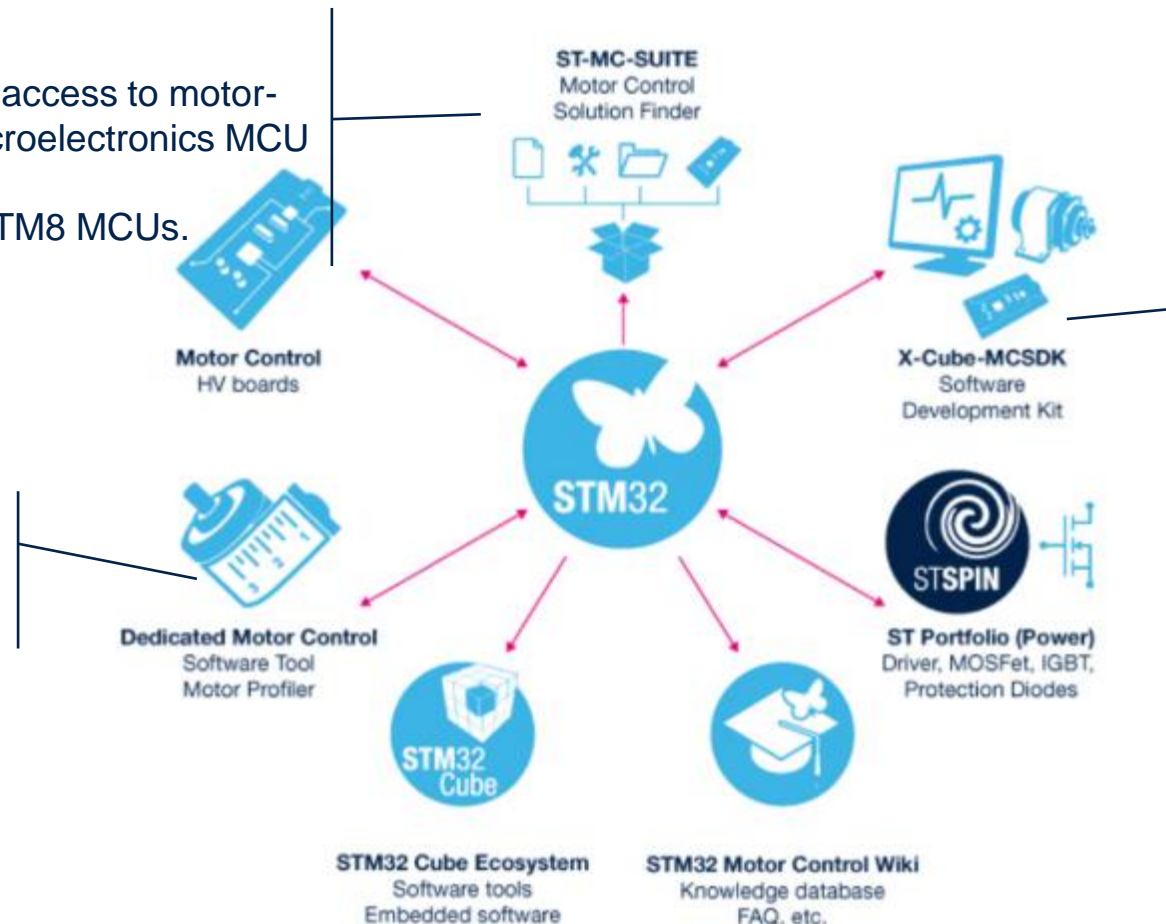 access to motor-
croelectronics MCU
TM8 MCUs.
ST-MC-SUITE
Motor Control
Solution Finder
Motor Control
HV boards
X-Cube-MCSDK
Software
Development Kit
STM32
Dedicated Motor Control
Software Tool
Motor Profiler
STSPIN
ST Portfolio (Power)
Driver, MOSFet, IGBT,
Protection Diodes
STM32
Cube
STM32 Cube Ecosystem
Software tools
Embedded software
STM32 Motor Control Wiki
Knowledge database
FAQ, etc.